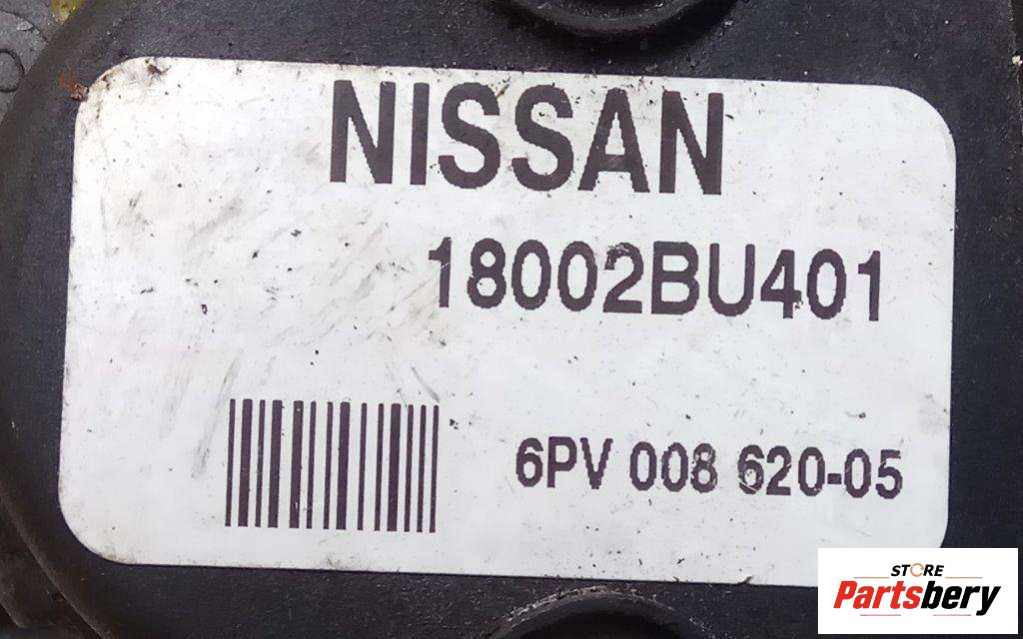 NISSAN
18002BU401
6PV 008 620-05
STORE
Partsbery